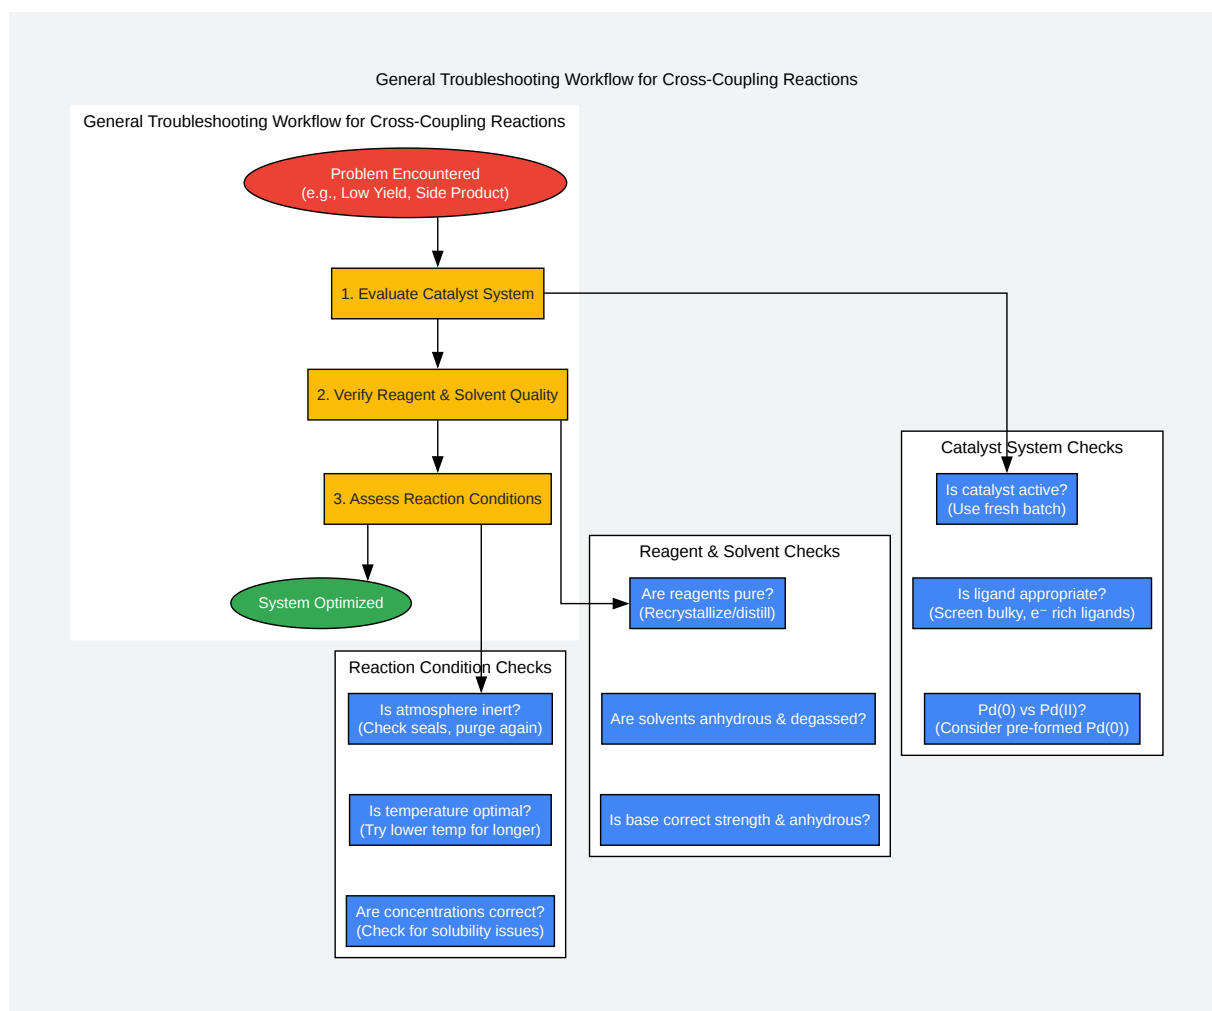 General Troubleshooting Workflow for Cross-Coupling Reactions
General Troubleshooting Workflow for Cross-Coupling Reactions
Problem Encountered
(e.g., Low Yield, Side Product)
1. Evaluate Catalyst System
2. Verify Reagent & Solvent Quality
3. Assess Reaction Conditions
System Optimized
Reaction Condition Checks
Is atmosphere inert?
(Check seals, purge again)
Is temperature optimal?
(Try lower temp for longer)
Are concentrations correct?
(Check for solubility issues)
Reagent & Solvent Checks
Are reagents pure?
(Recrystallize/distill)
Are solvents anhydrous & degassed?
Is base correct strength & anhydrous?
Catalyst System Checks
Is catalyst active?
(Use fresh batch)
Is ligand appropriate?
(Screen bulky, e⁻ rich ligands)
Pd(0) vs Pd(II)?
(Consider pre-formed Pd(0))